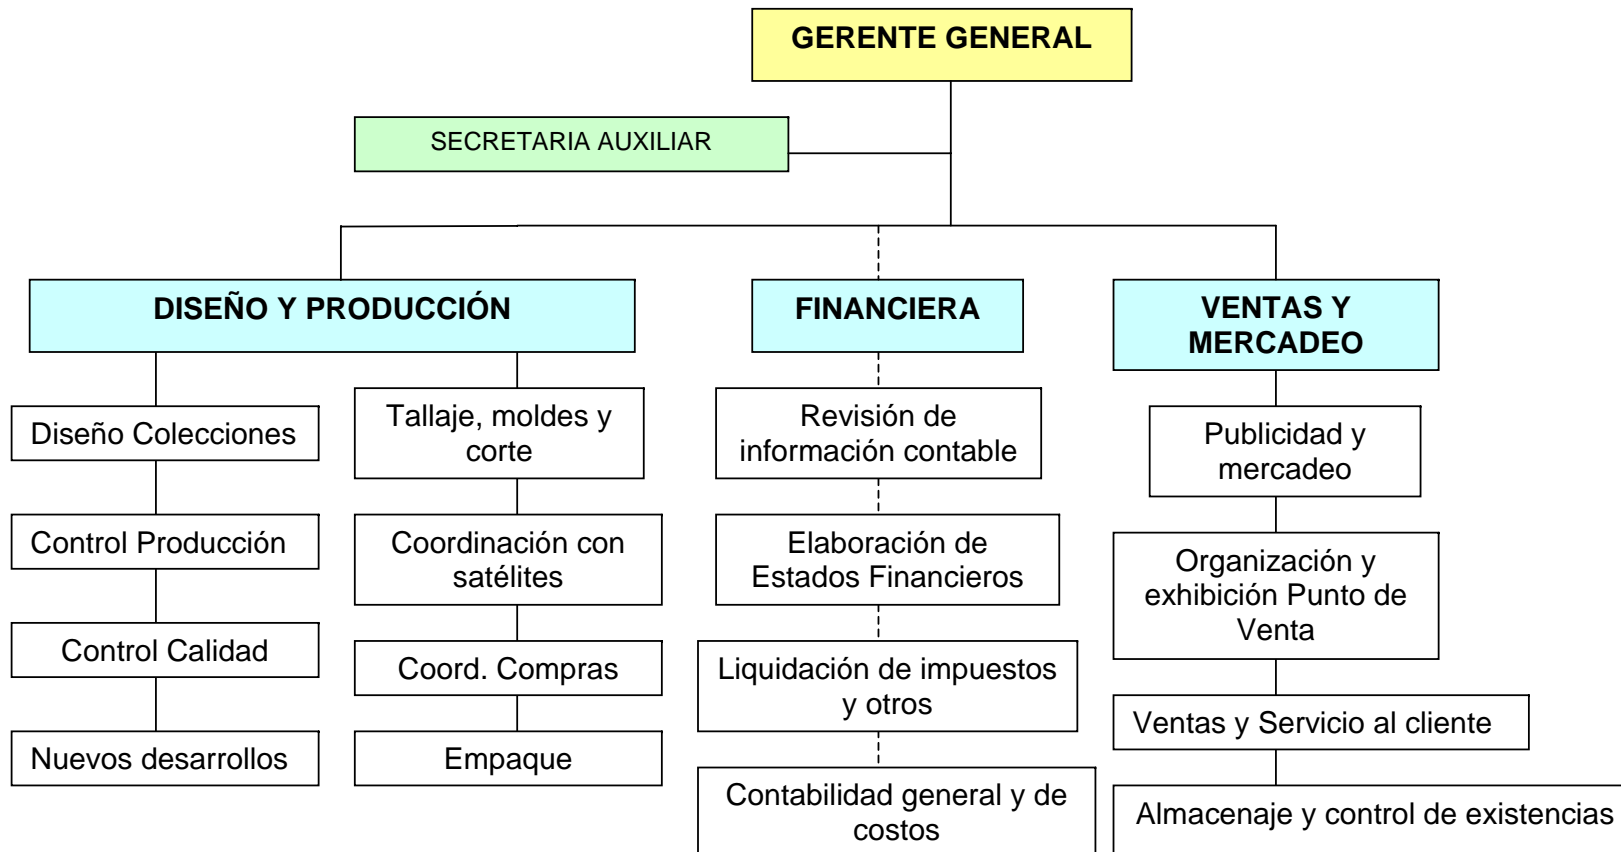 GERENTE GENERAL
SECRETARIA AUXILIAR
DISEÑO Y PRODUCCIÓN
FINANCIERA
VENTAS Y
MERCADEO
Diseño Colecciones
Control Producción
Control Calidad
Nuevos desarrollos
Tallaje, moldes y
corte
Coordinación con
satélites
Coord. Compras
Empaque
Revisión de
información contable
Elaboración de
Estados Financieros
Liquidación de impuestos
y otros
Contabilidad general y de
costos
Publicidad y
mercadeo
Organización y
exhibición Punto de
Venta
Ventas y Servicio al cliente
Almacenaje y control de existencias